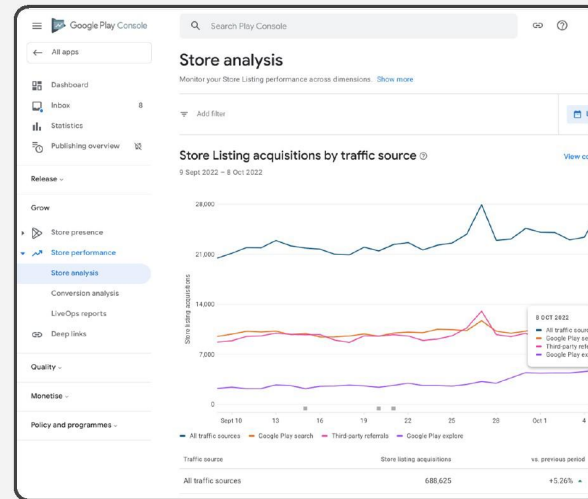 Google Play Console
Search Play Console
All apps
Dashboard
Inbox 8
Statistics
Publishing overview
Release
Grow
Store presence
Store performance
Store analysis
Conversion analysis
LiveOps reports
Deep links
Quality
Monetise
Policy and programmes
Store analysis
Monitor your Store Listing performance across dimensions. Show more
Add filter
Store Listing acquisitions by traffic source
View
9 Sept 2022 – 8 Oct 2022
Store listing acquisitions
28,000
21,000
14,000
7,000
0
Sept 10 13 16 19 22 25 28 Oct 1 4
8 OCT 2022
All traffic
Google Play
Third-party
Google Play
All traffic sources Google Play search Third-party referrals Google Play explore
Traffic source Store listing acquisitions vs. previous period
All traffic sources 688,625 +5.26%